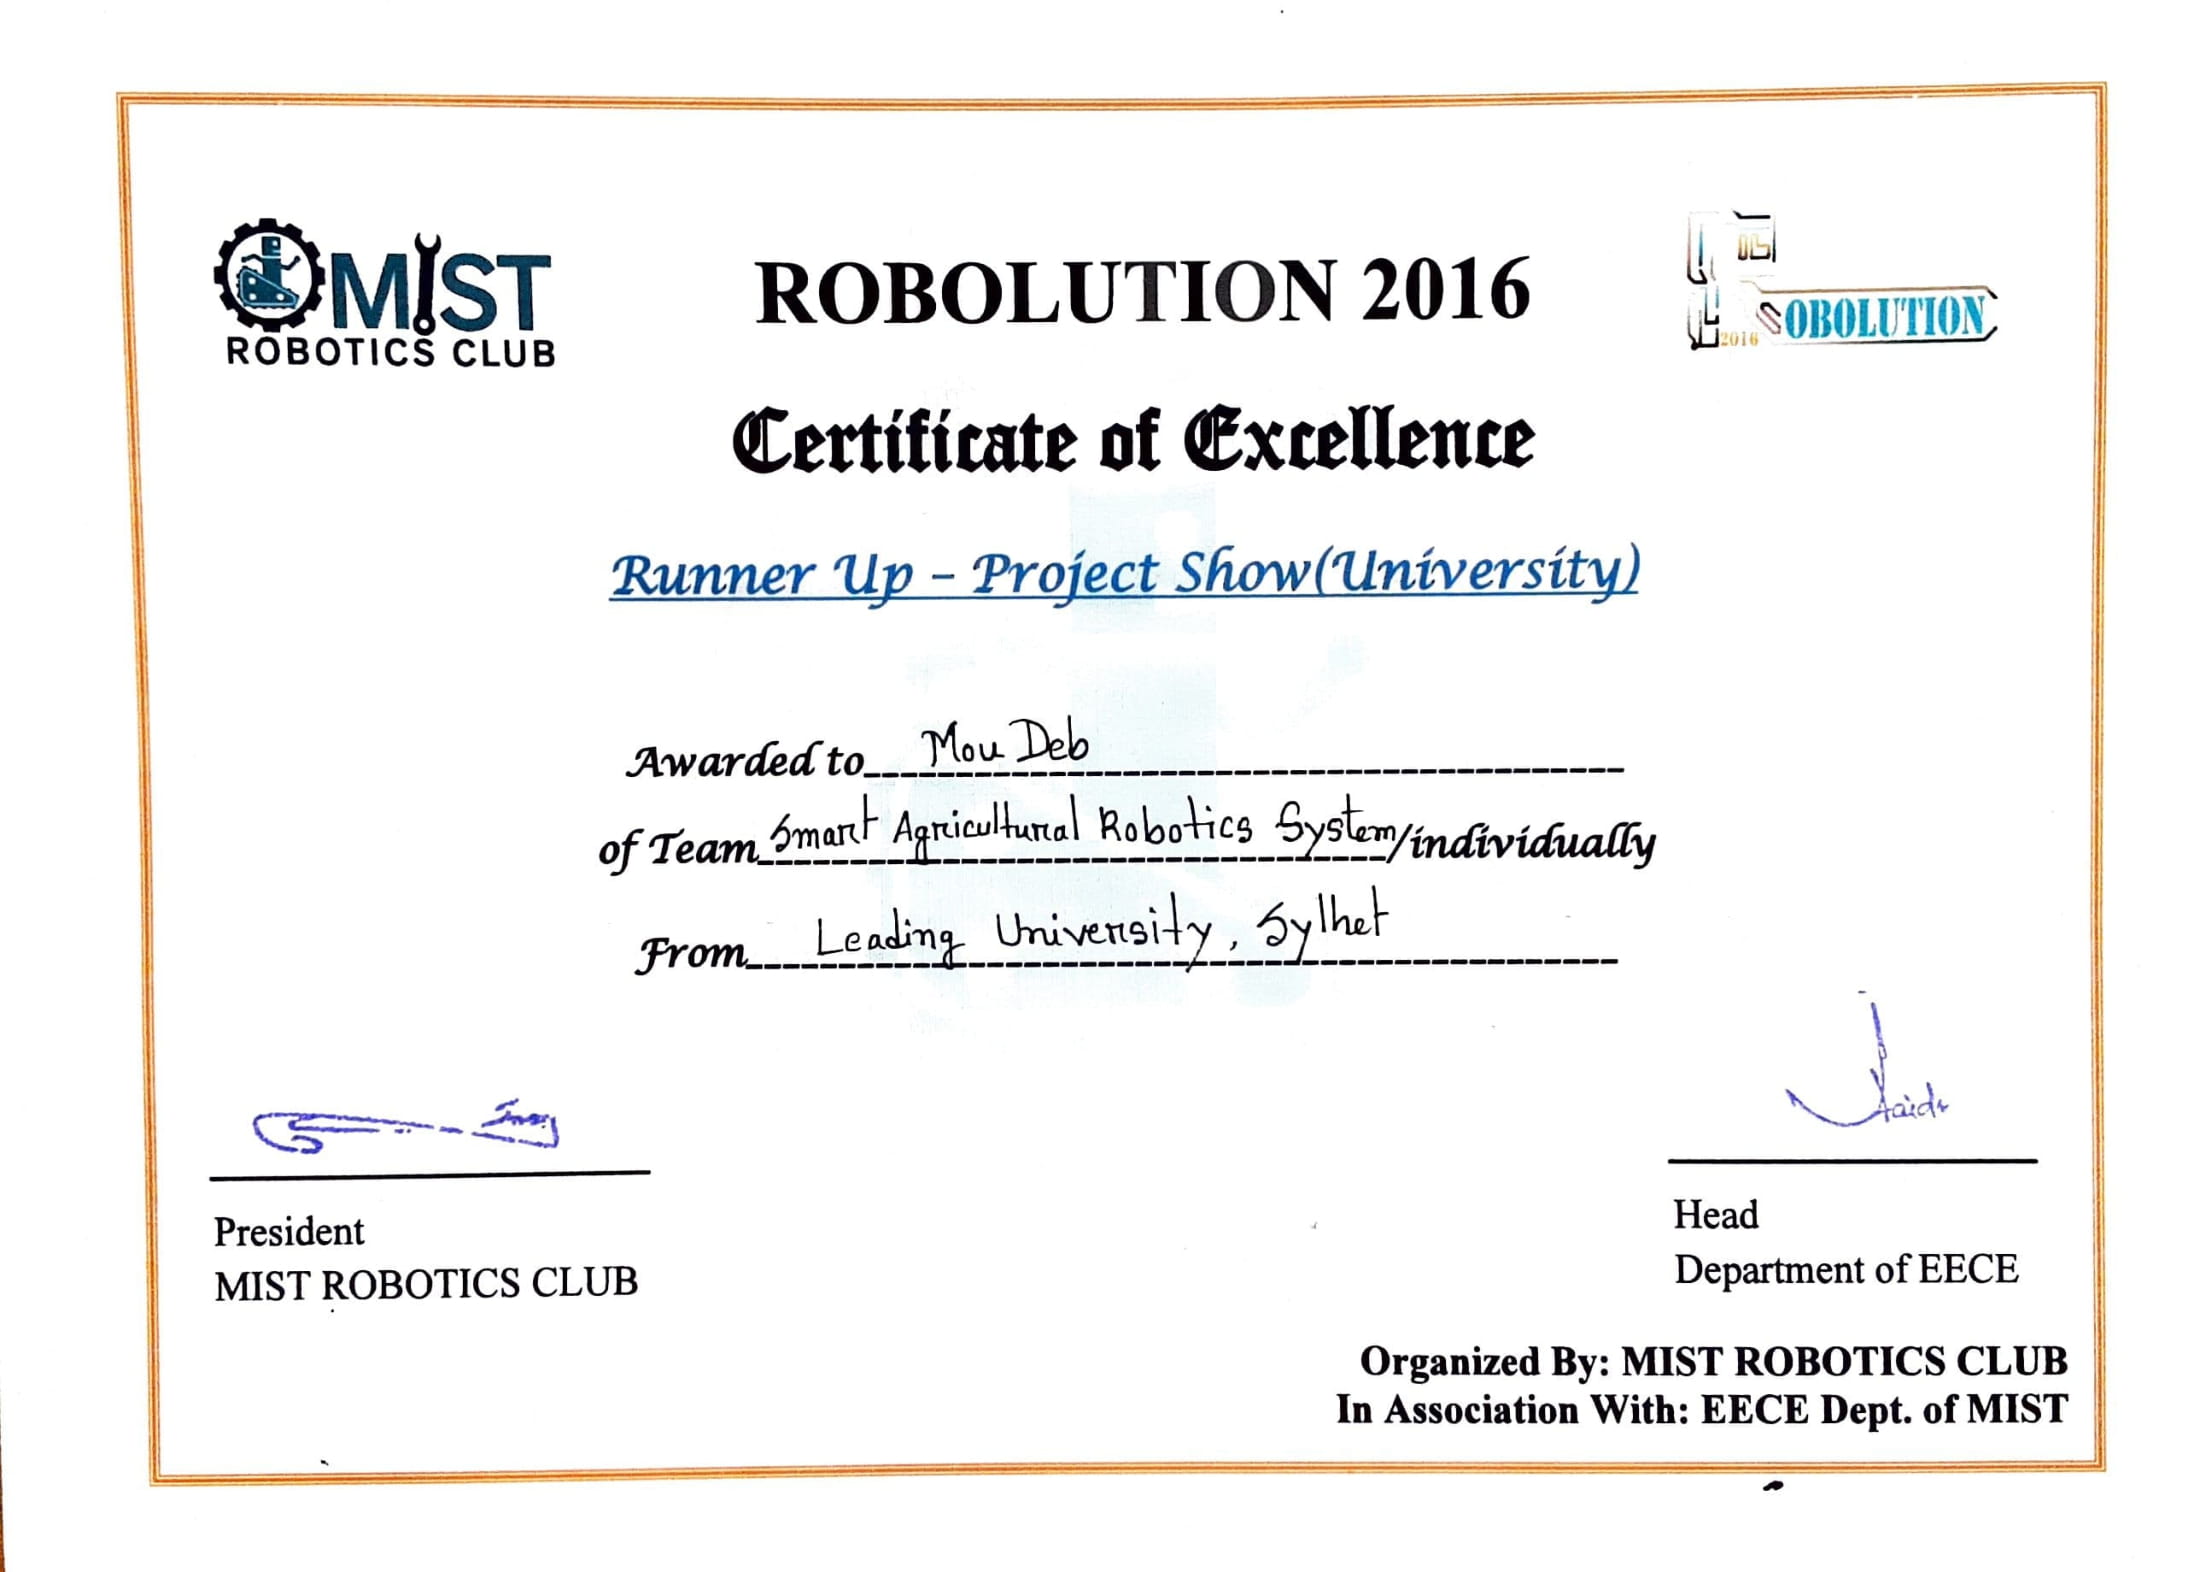 MIST
ROBOTICS CLUB
ROBOLUTION 2016
2016 ROBOLUTION
Certificate of Excellence
Runner Up - Project Show(University)
Awarded to Mou Deb
of Team Smart Agricultural Robotics System/individually
From Leading University, Sylhet
President
MIST ROBOTICS CLUB
Head
Department of EECE
Organized By: MIST ROBOTICS CLUB
In Association With: EECE Dept. of MIST